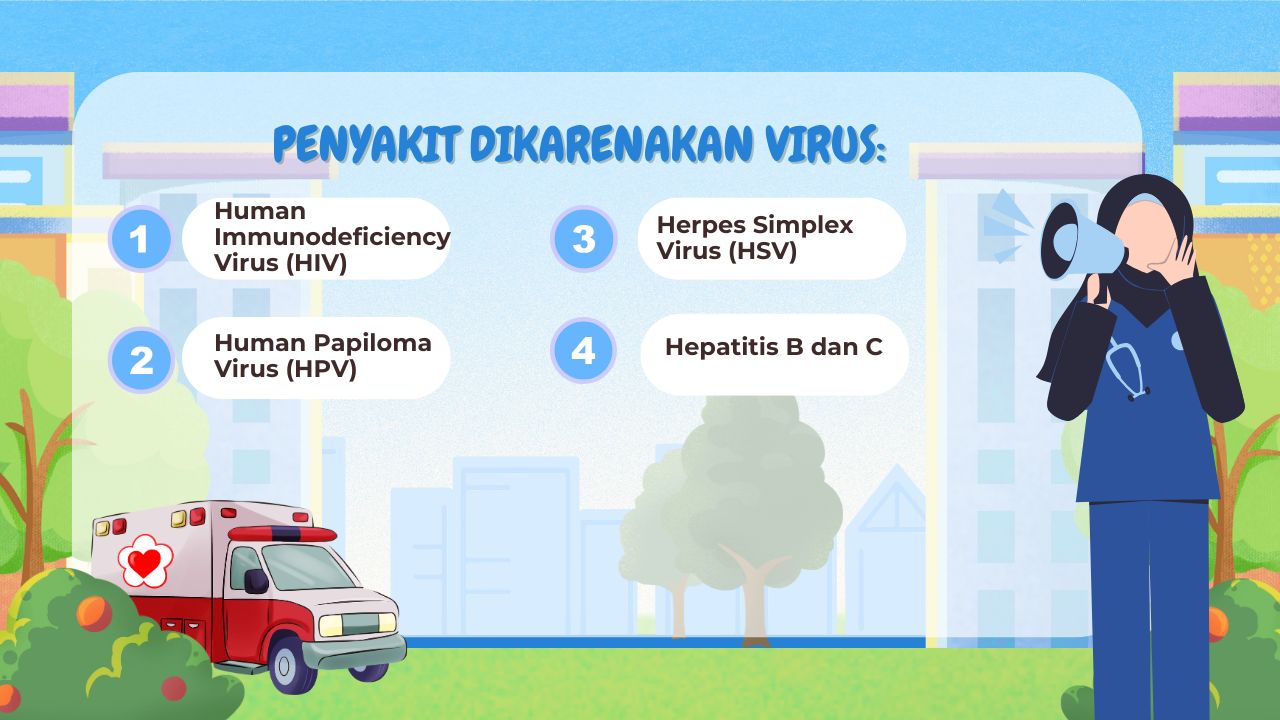 PENYAKIT DIKARENAKAN VIRUS:
1
Human
Immunodeficiency
Virus (HIV)
2
Human Papiloma
Virus (HPV)
3
Herpes Simplex
Virus (HSV)
4
Hepatitis B dan C